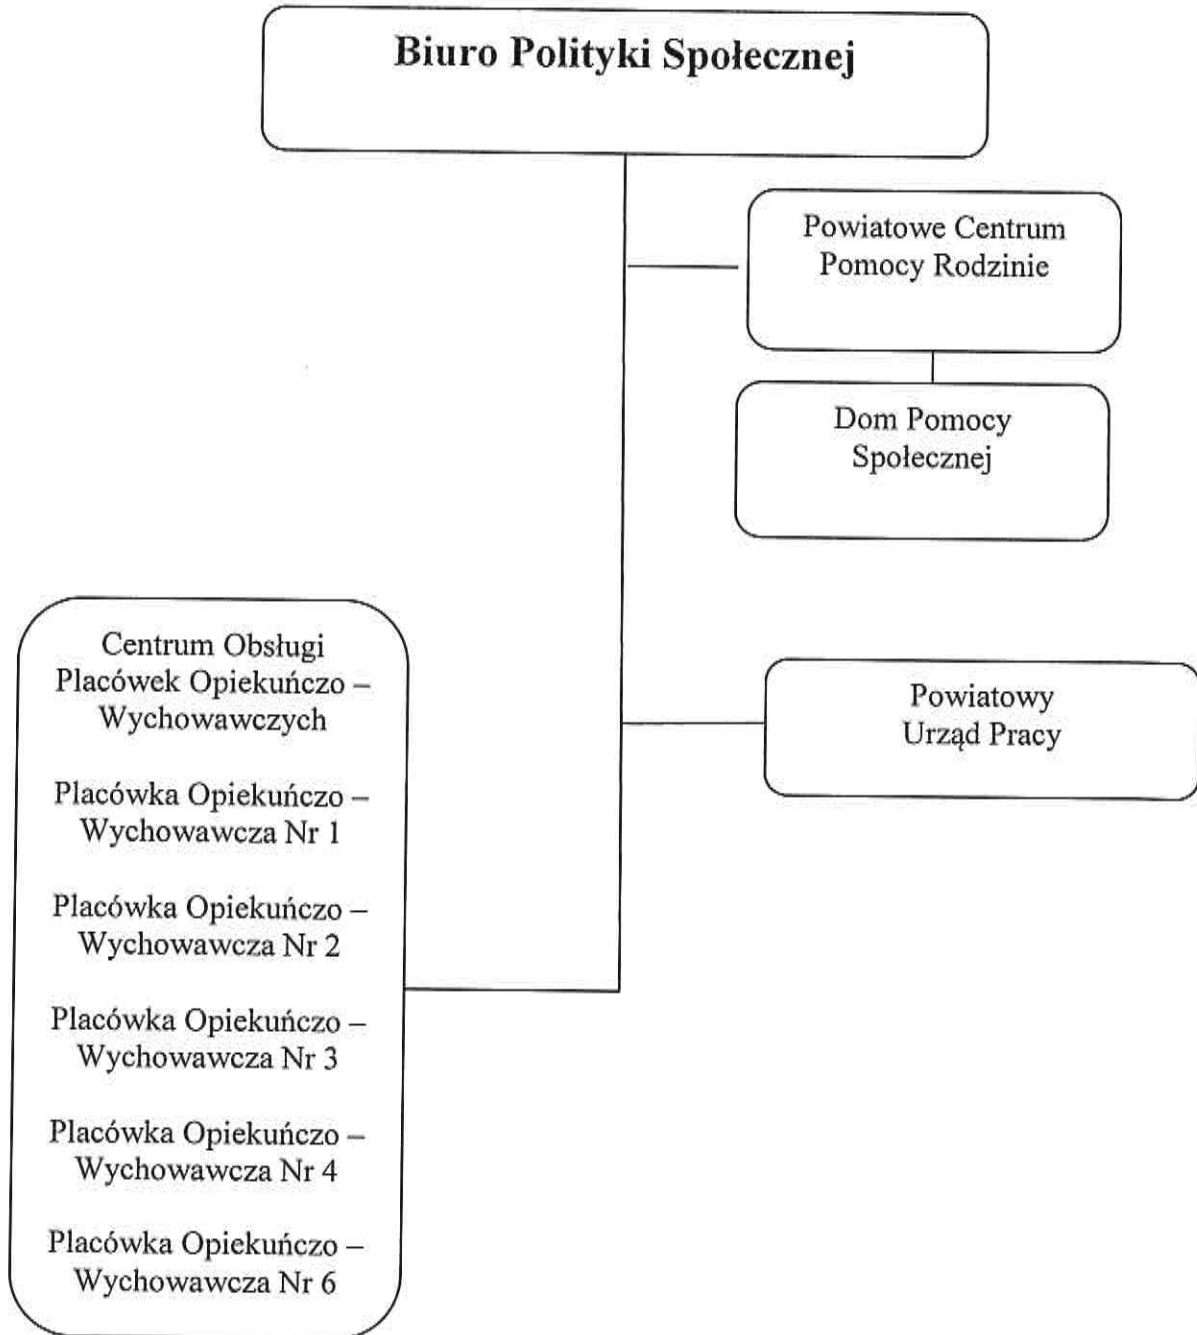 Biuro Polityki Społecznej
Powiatowe Centrum
Pomocy Rodzinie
Dom Pomocy
Społecznej
Centrum Obsługi
Placówek Opiekuńczo –
Wychowawczych
Placówka Opiekuńczo –
Wychowawcza Nr 1
Placówka Opiekuńczo –
Wychowawcza Nr 2
Placówka Opiekuńczo –
Wychowawcza Nr 3
Placówka Opiekuńczo –
Wychowawcza Nr 4
Placówka Opiekuńczo –
Wychowawcza Nr 6
Powiatowy
Urząd Pracy